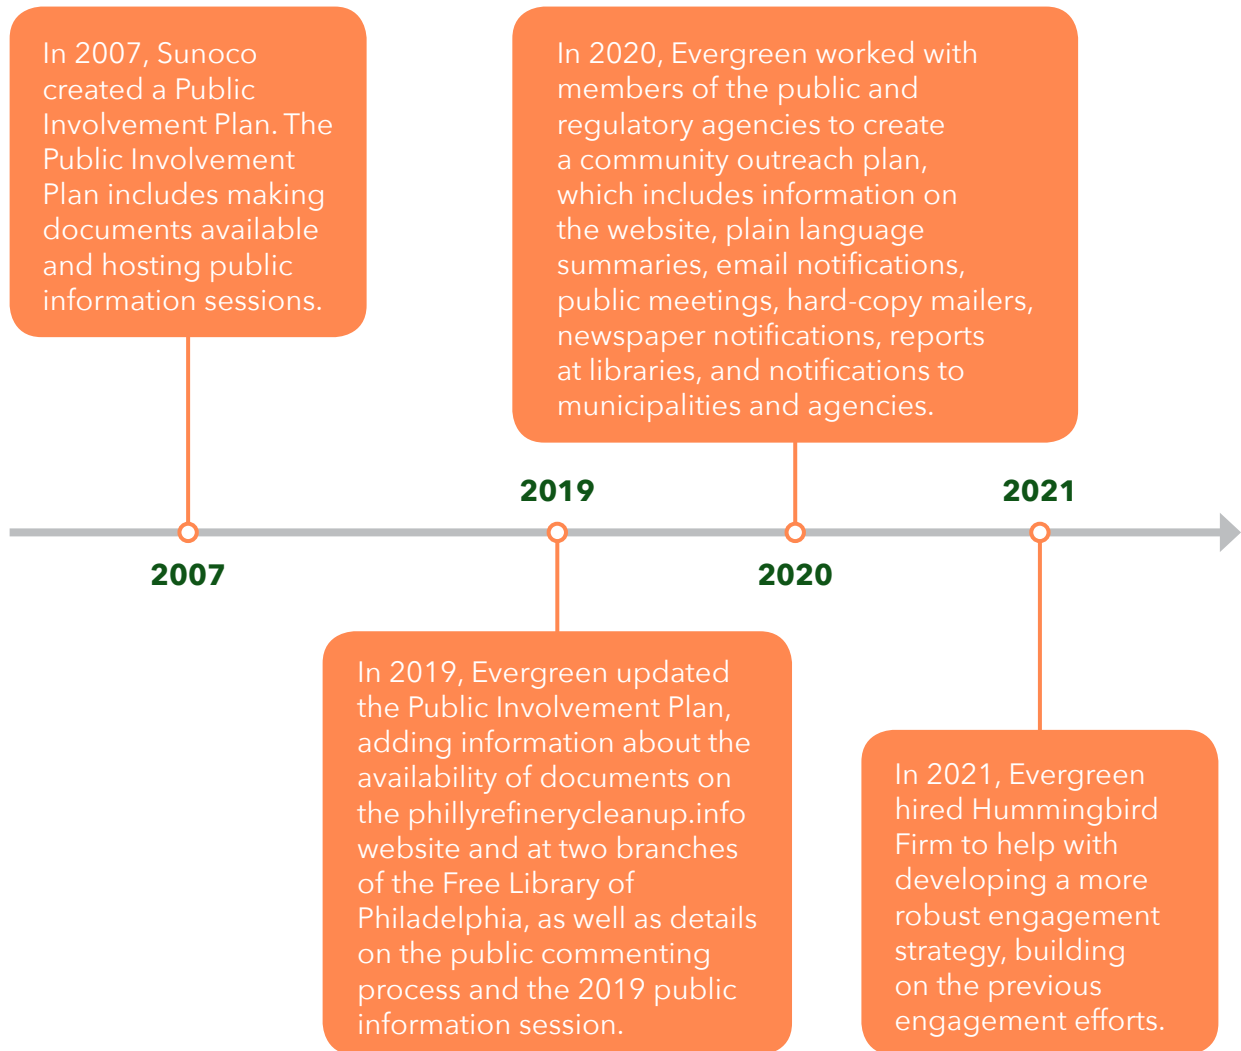 In 2007, Sunoco
created a Public
Involvement Plan. The
Public Involvement
Plan includes making
documents available
and hosting public
information sessions.
In 2020, Evergreen worked with
members of the public and
regulatory agencies to create
a community outreach plan,
which includes information on
the website, plain language
summaries, email notifications,
public meetings, hard-copy mailers,
newspaper notifications, reports
at libraries, and notifications to
municipalities and agencies.
2019
2021
2007
2020
In 2019, Evergreen updated
the Public Involvement Plan,
adding information about the
availability of documents on
the phillyrefinerycleanup.info
website and at two branches
of the Free Library of
Philadelphia, as well as details
on the public commenting
process and the 2019 public
information session.
In 2021, Evergreen
hired Hummingbird
Firm to help with
developing a more
robust engagement
strategy, building
on the previous
engagement efforts.